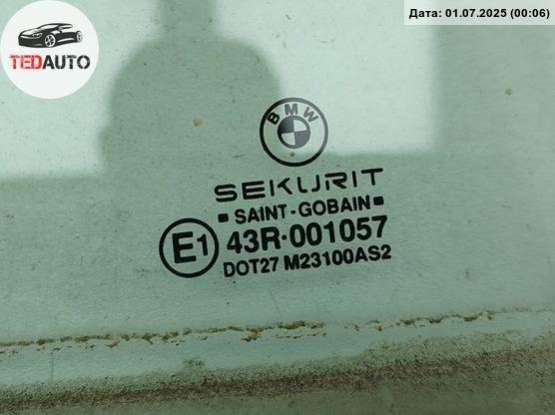 TEDAUTO
Дата: 01.07.2025 (00:06)
BMW
SEKURIT
SAINT-GOBAIN
E1 43R·001057
DOT27 M23100AS2